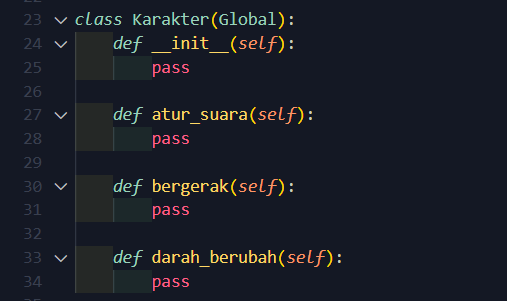 23 class Karakter(Global):
24     def __init__(self):
25         pass
26
27     def atur_suara(self):
28         pass
29
30     def bergerak(self):
31         pass
32
33     def darah_berubah(self):
34         pass